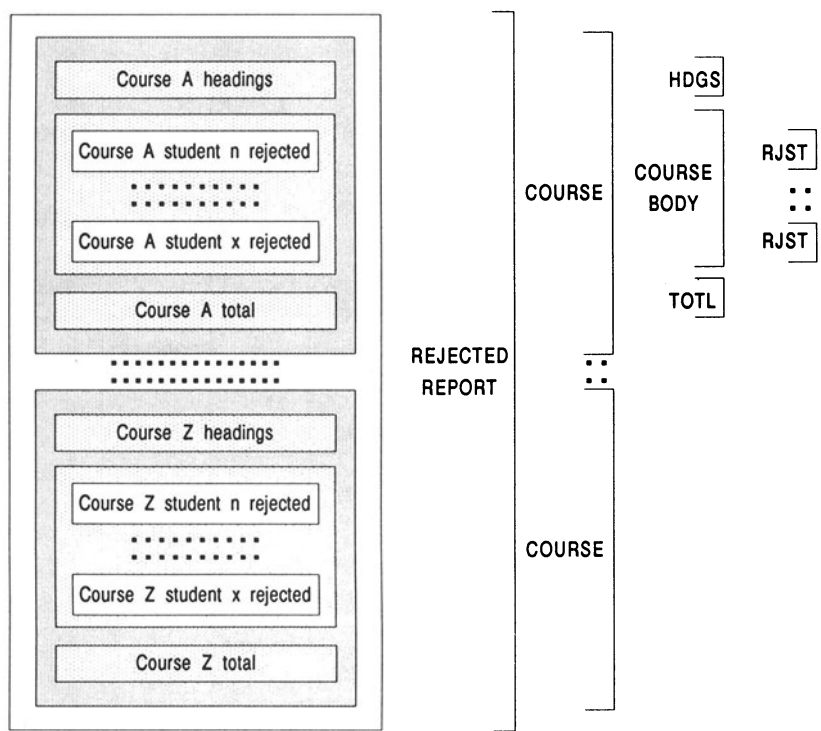 Course A headings
Course A student n rejected
Course A student x rejected
Course A total
Course Z headings
Course Z student n rejected
Course Z student x rejected
Course Z total
REJECTED
REPORT
COURSE
COURSE
HDGS
COURSE
BODY
TOTL
RJST
RJST